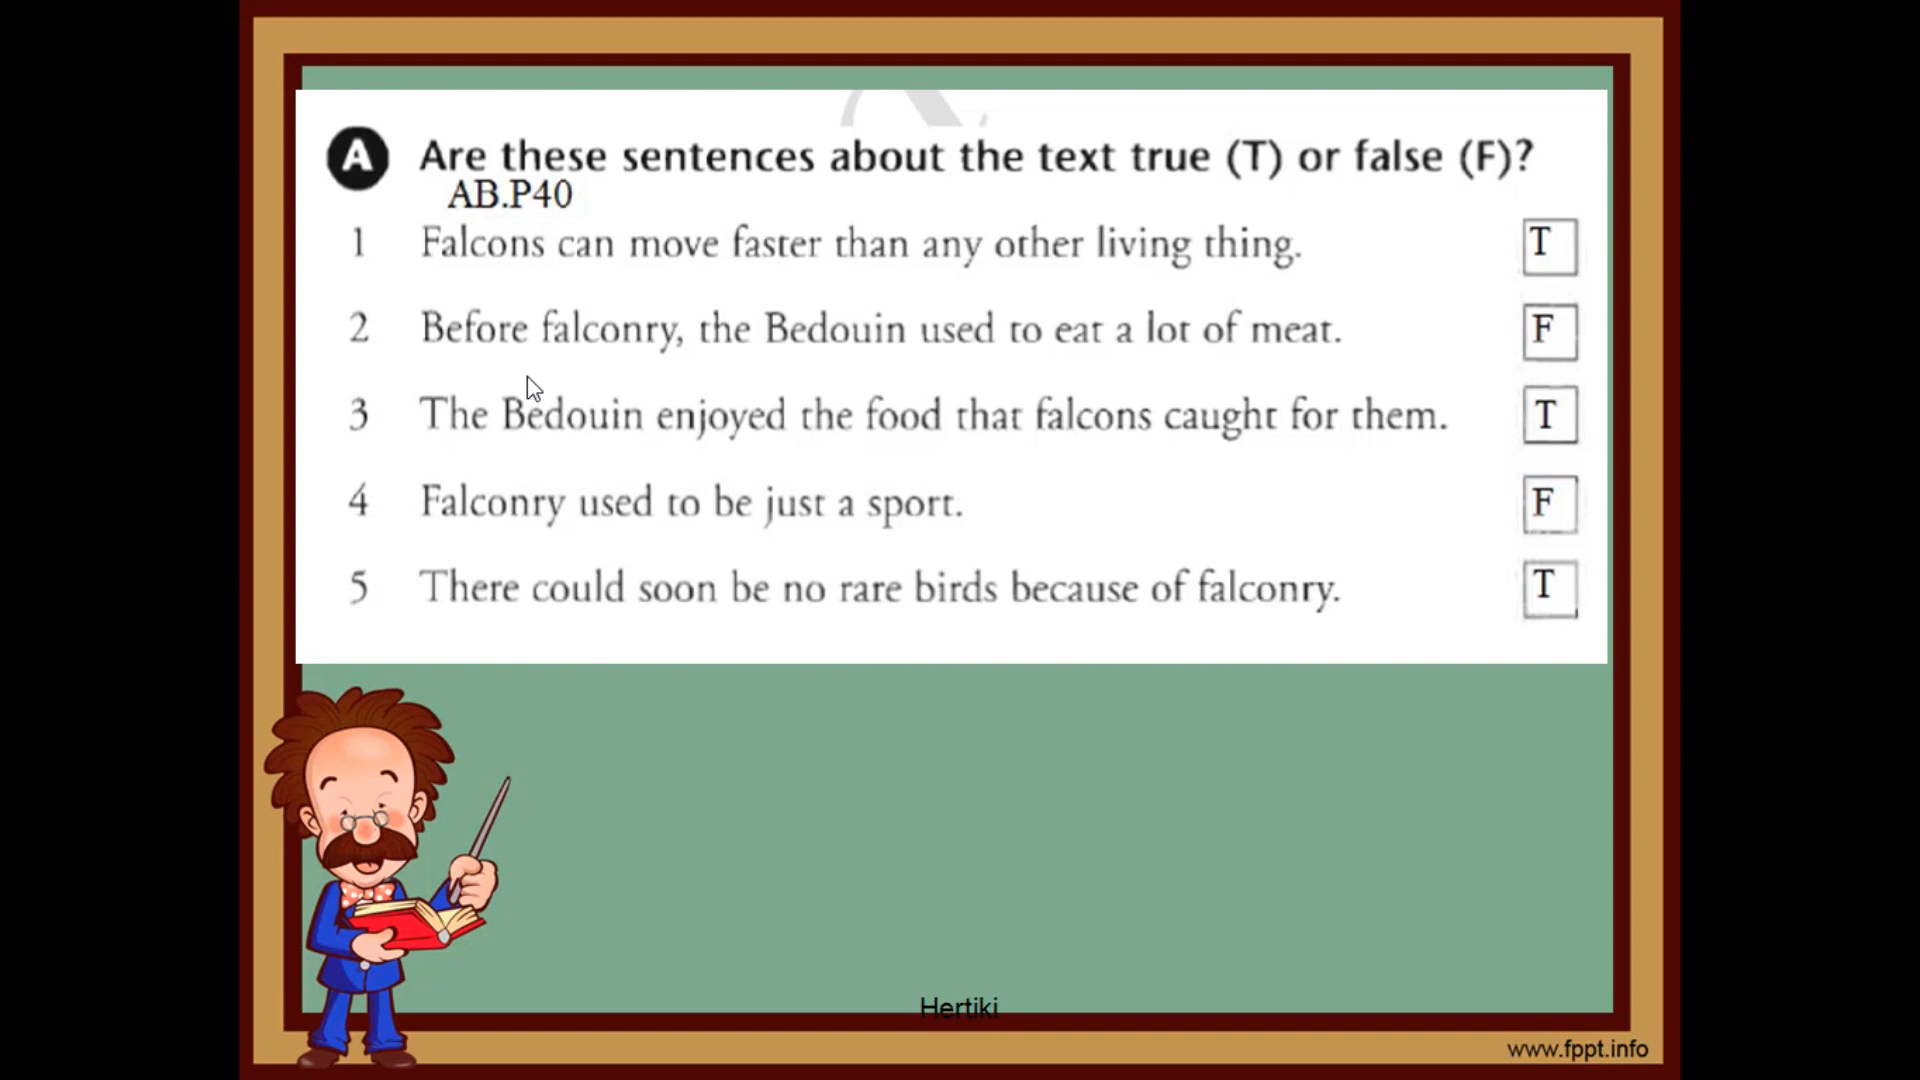 A Are these sentences about the text true (T) or false (F)?
AB.P40
1 Falcons can move faster than any other living thing. T
2 Before falconry, the Bedouin used to eat a lot of meat. F
3 The Bedouin enjoyed the food that falcons caught for them. T
4 Falconry used to be just a sport. F
5 There could soon be no rare birds because of falconry. T
Hertiki
www.fppt.info